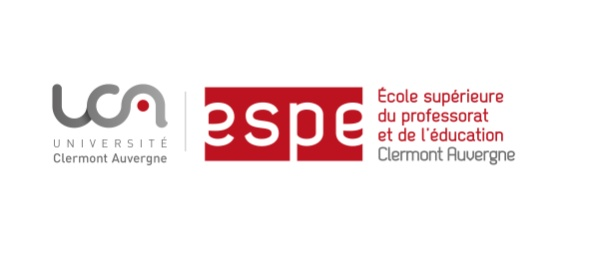 UCA
UNIVERSITÉ
Clermont Auvergne
espe
École supérieure
du professorat
et de l'éducation
Clermont Auvergne